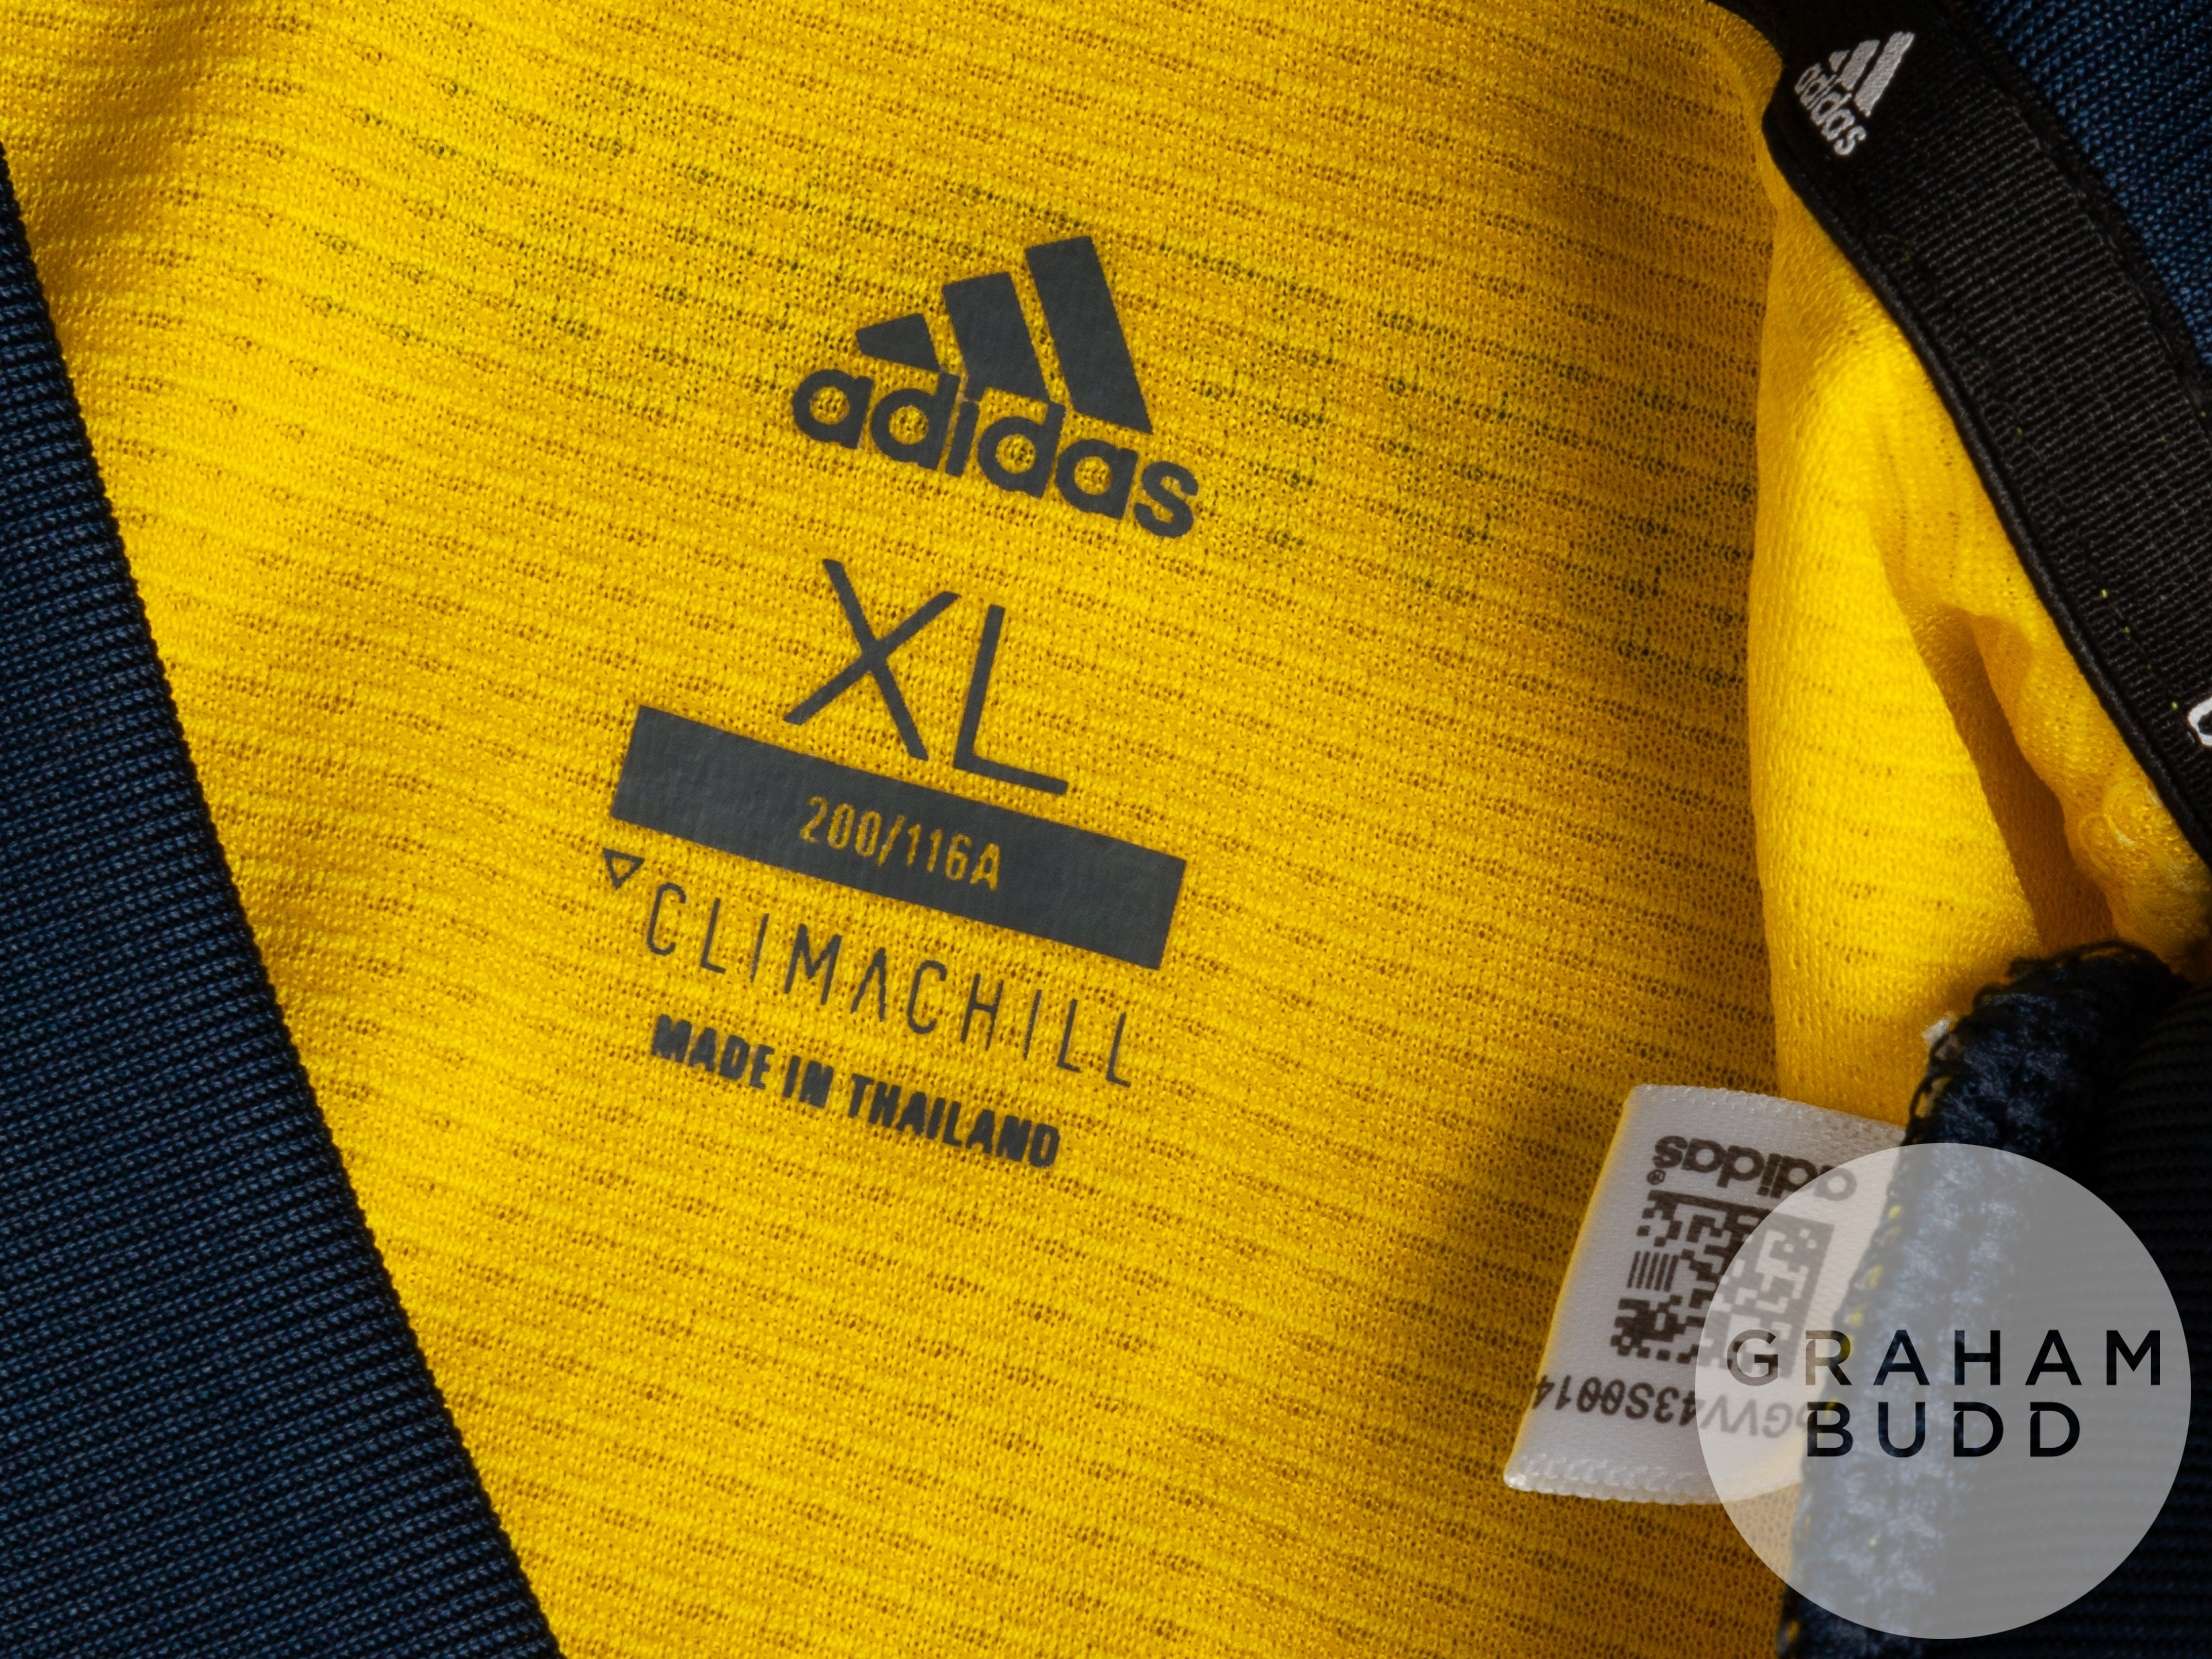 adidas
adidas
XL
200/116A
CLIMACHILL
MADE IN THAILAND
adidas®
GRAHAM
BUDD